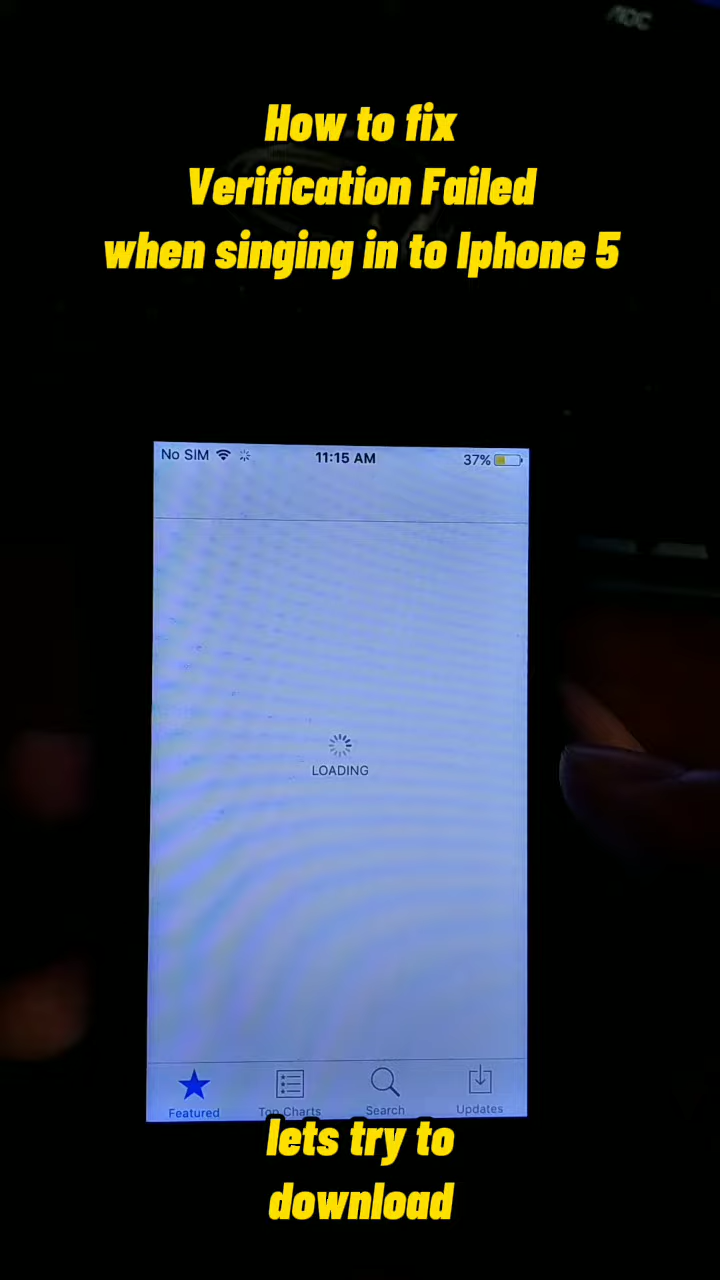 AOC
How to fix
Verification Failed
when singing in to Iphone 5
No SIM 11:15 AM 37%
LOADING
Featured Top Charts Search Updates
lets try to
download